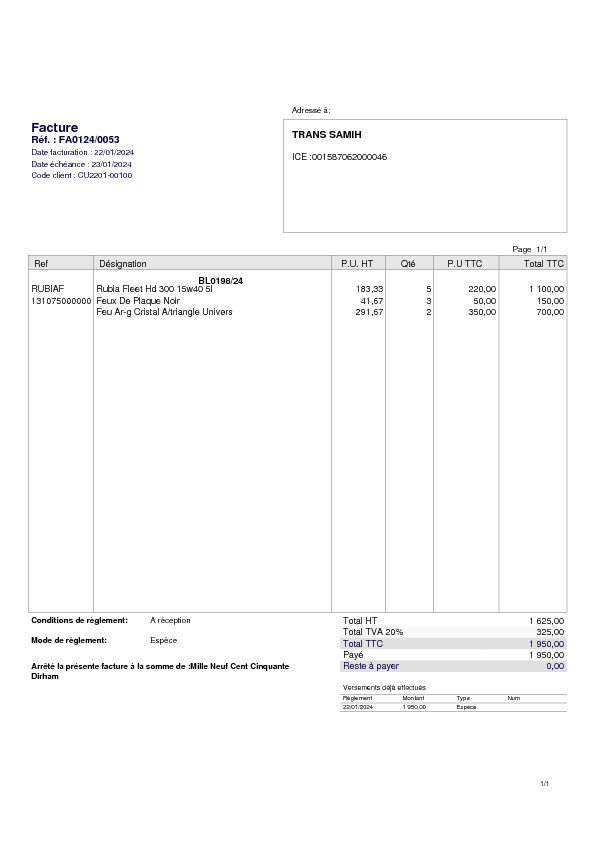 Adressé à:
Facture
Réf. : FA0124/0053
Date facturation : 22/01/2024
Date échéance : 23/01/2024
Code client : CU2201-00100
TRANS SAMIH
ICE :001587062000046
Page 1/1
Ref Désignation P.U. HT Qté P.U TTC Total TTC
BL0198/24
RUBIAF Rubia Fleet Hd 300 15w40 5l 183,33 5 220,00 1 100,00
131075000000 Feux De Plaque Noir 41,67 3 50,00 150,00
Feu Ar-g Cristal A/triangle Univers 291,67 2 350,00 700,00
Conditions de règlement: A réception
Mode de règlement: Espèce
Arrêté la présente facture à la somme de :Mille Neuf Cent Cinquante
Dirham
Total HT 1 625,00
Total TVA 20% 325,00
Total TTC 1 950,00
Payé 1 950,00
Reste à payer 0,00
Versements déjà effectués
Règlement Montant Type Num
22/01/2024 1 950,00 Espèce
1/1